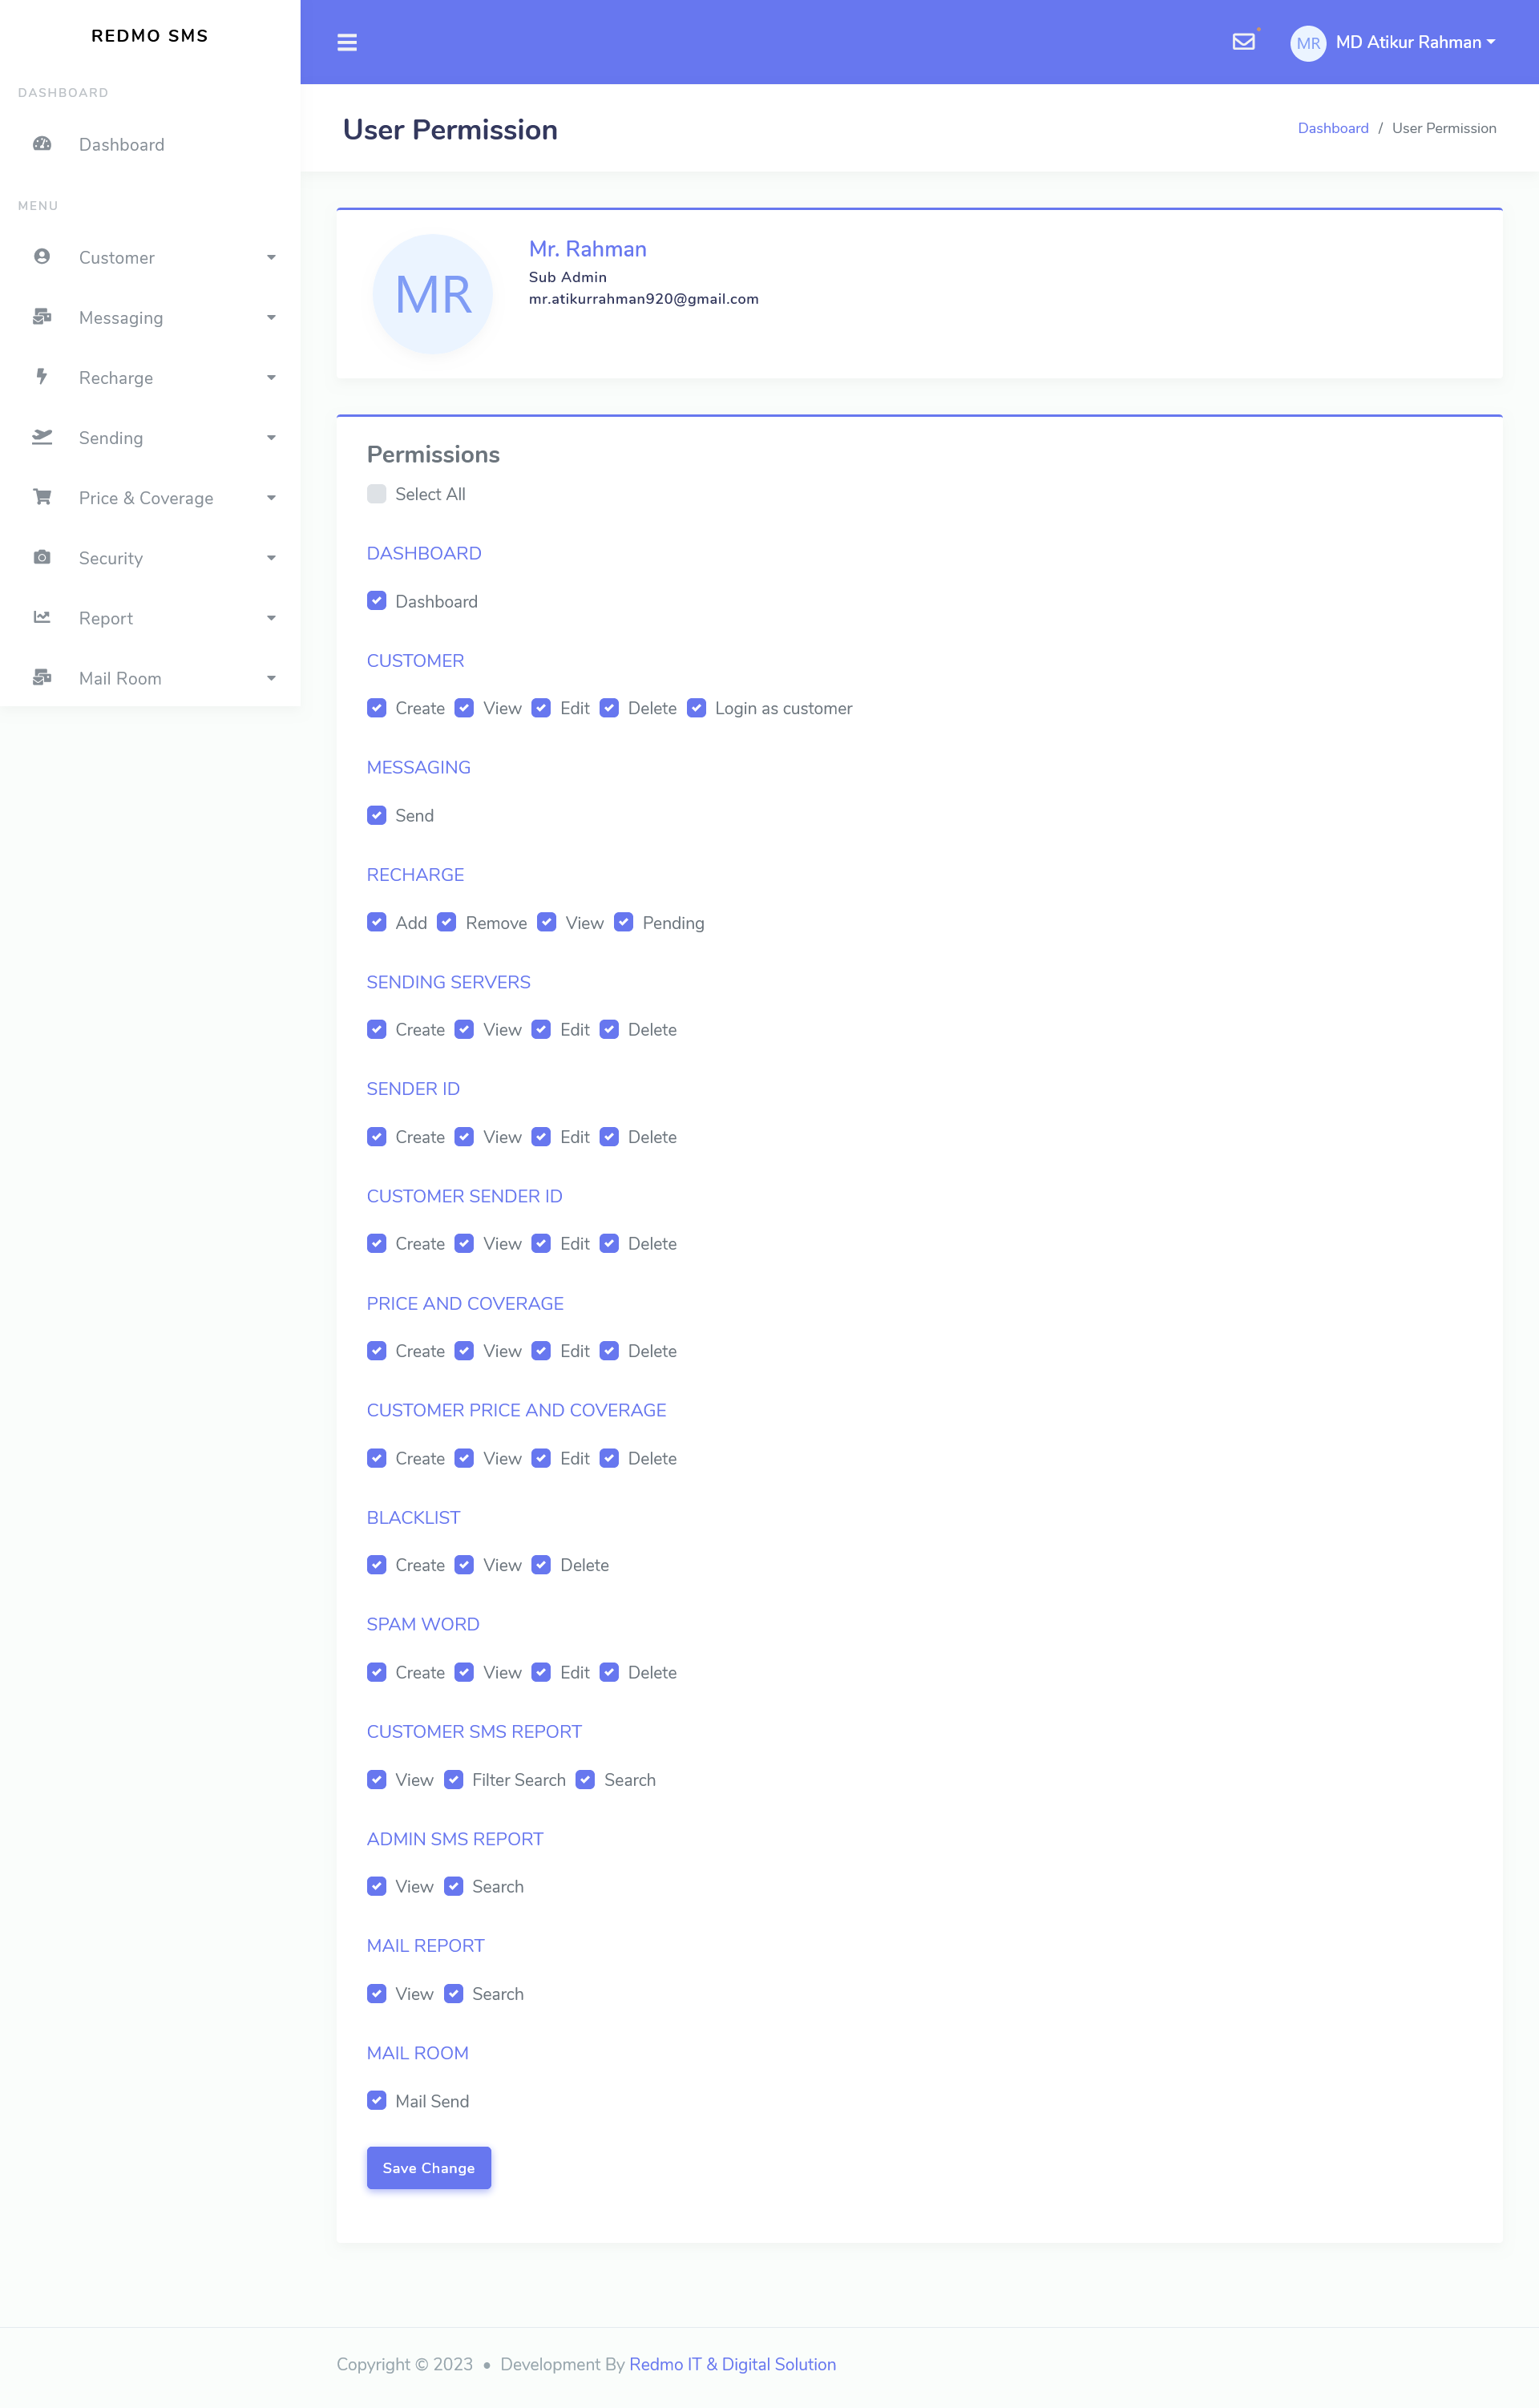 REDMO SMS
MR MD Atikur Rahman
DASHBOARD
Dashboard
MENU
Customer
Messaging
Recharge
Sending
Price & Coverage
Security
Report
Mail Room
User Permission
Dashboard / User Permission
MR
Mr. Rahman
Sub Admin
mr.atikurrahman920@gmail.com
Permissions
Select All
DASHBOARD
Dashboard
CUSTOMER
Create View Edit Delete Login as customer
MESSAGING
Send
RECHARGE
Add Remove View Pending
SENDING SERVERS
Create View Edit Delete
SENDER ID
Create View Edit Delete
CUSTOMER SENDER ID
Create View Edit Delete
PRICE AND COVERAGE
Create View Edit Delete
CUSTOMER PRICE AND COVERAGE
Create View Edit Delete
BLACKLIST
Create View Delete
SPAM WORD
Create View Edit Delete
CUSTOMER SMS REPORT
View Filter Search Search
ADMIN SMS REPORT
View Search
MAIL REPORT
View Search
MAIL ROOM
Mail Send
Save Change
Copyright © 2023 • Development By Redmo IT & Digital Solution